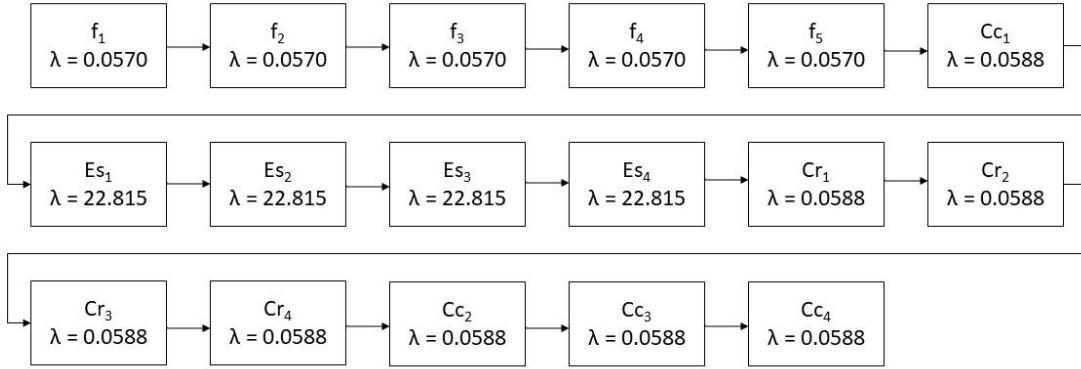 f₁
λ = 0.0570
f₂
λ = 0.0570
f₃
λ = 0.0570
f₄
λ = 0.0570
f₅
λ = 0.0570
Cc₁
λ = 0.0588
Es₁
λ = 22.815
Es₂
λ = 22.815
Es₃
λ = 22.815
Es₄
λ = 22.815
Cr₁
λ = 0.0588
Cr₂
λ = 0.0588
Cr₃
λ = 0.0588
Cr₄
λ = 0.0588
Cc₂
λ = 0.0588
Cc₃
λ = 0.0588
Cc₄
λ = 0.0588